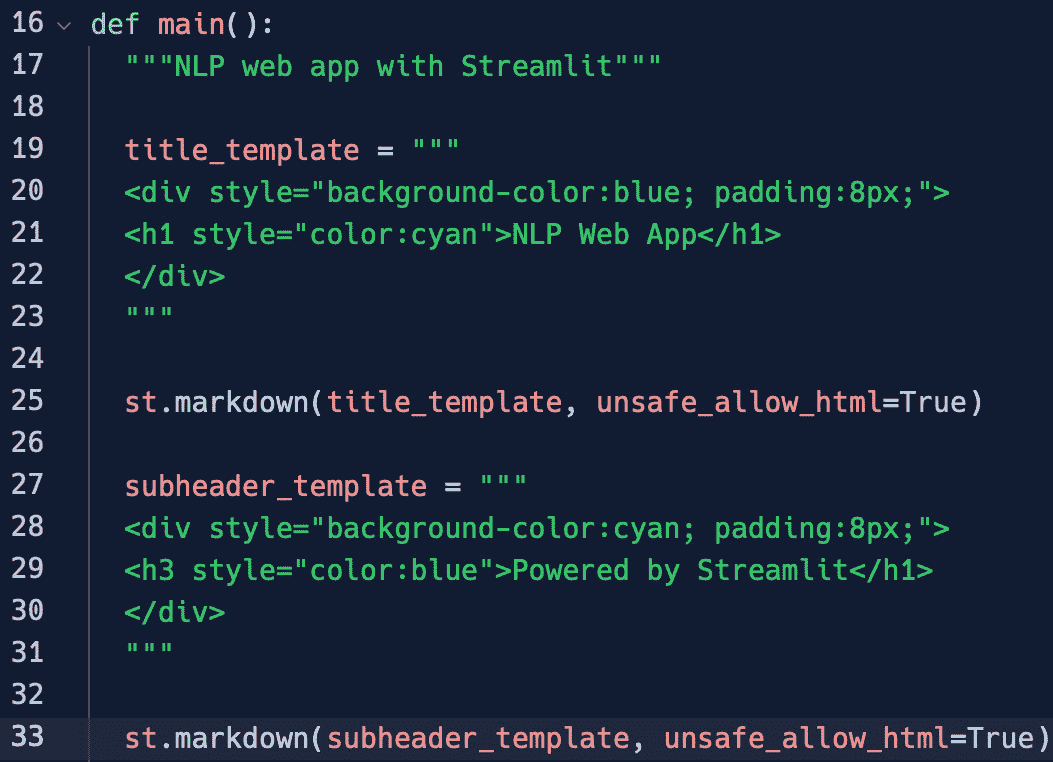 16 def main():
17 """NLP web app with Streamlit"""
18
19 title_template = """
20 <div style="background-color:blue; padding:8px;">
21 <h1 style="color:cyan">NLP Web App</h1>
22 </div>
23 """
24
25 st.markdown(title_template, unsafe_allow_html=True)
26
27 subheader_template = """
28 <div style="background-color:cyan; padding:8px;">
29 <h3 style="color:blue">Powered by Streamlit</h1>
30 </div>
31 """
32
33 st.markdown(subheader_template, unsafe_allow_html=True)